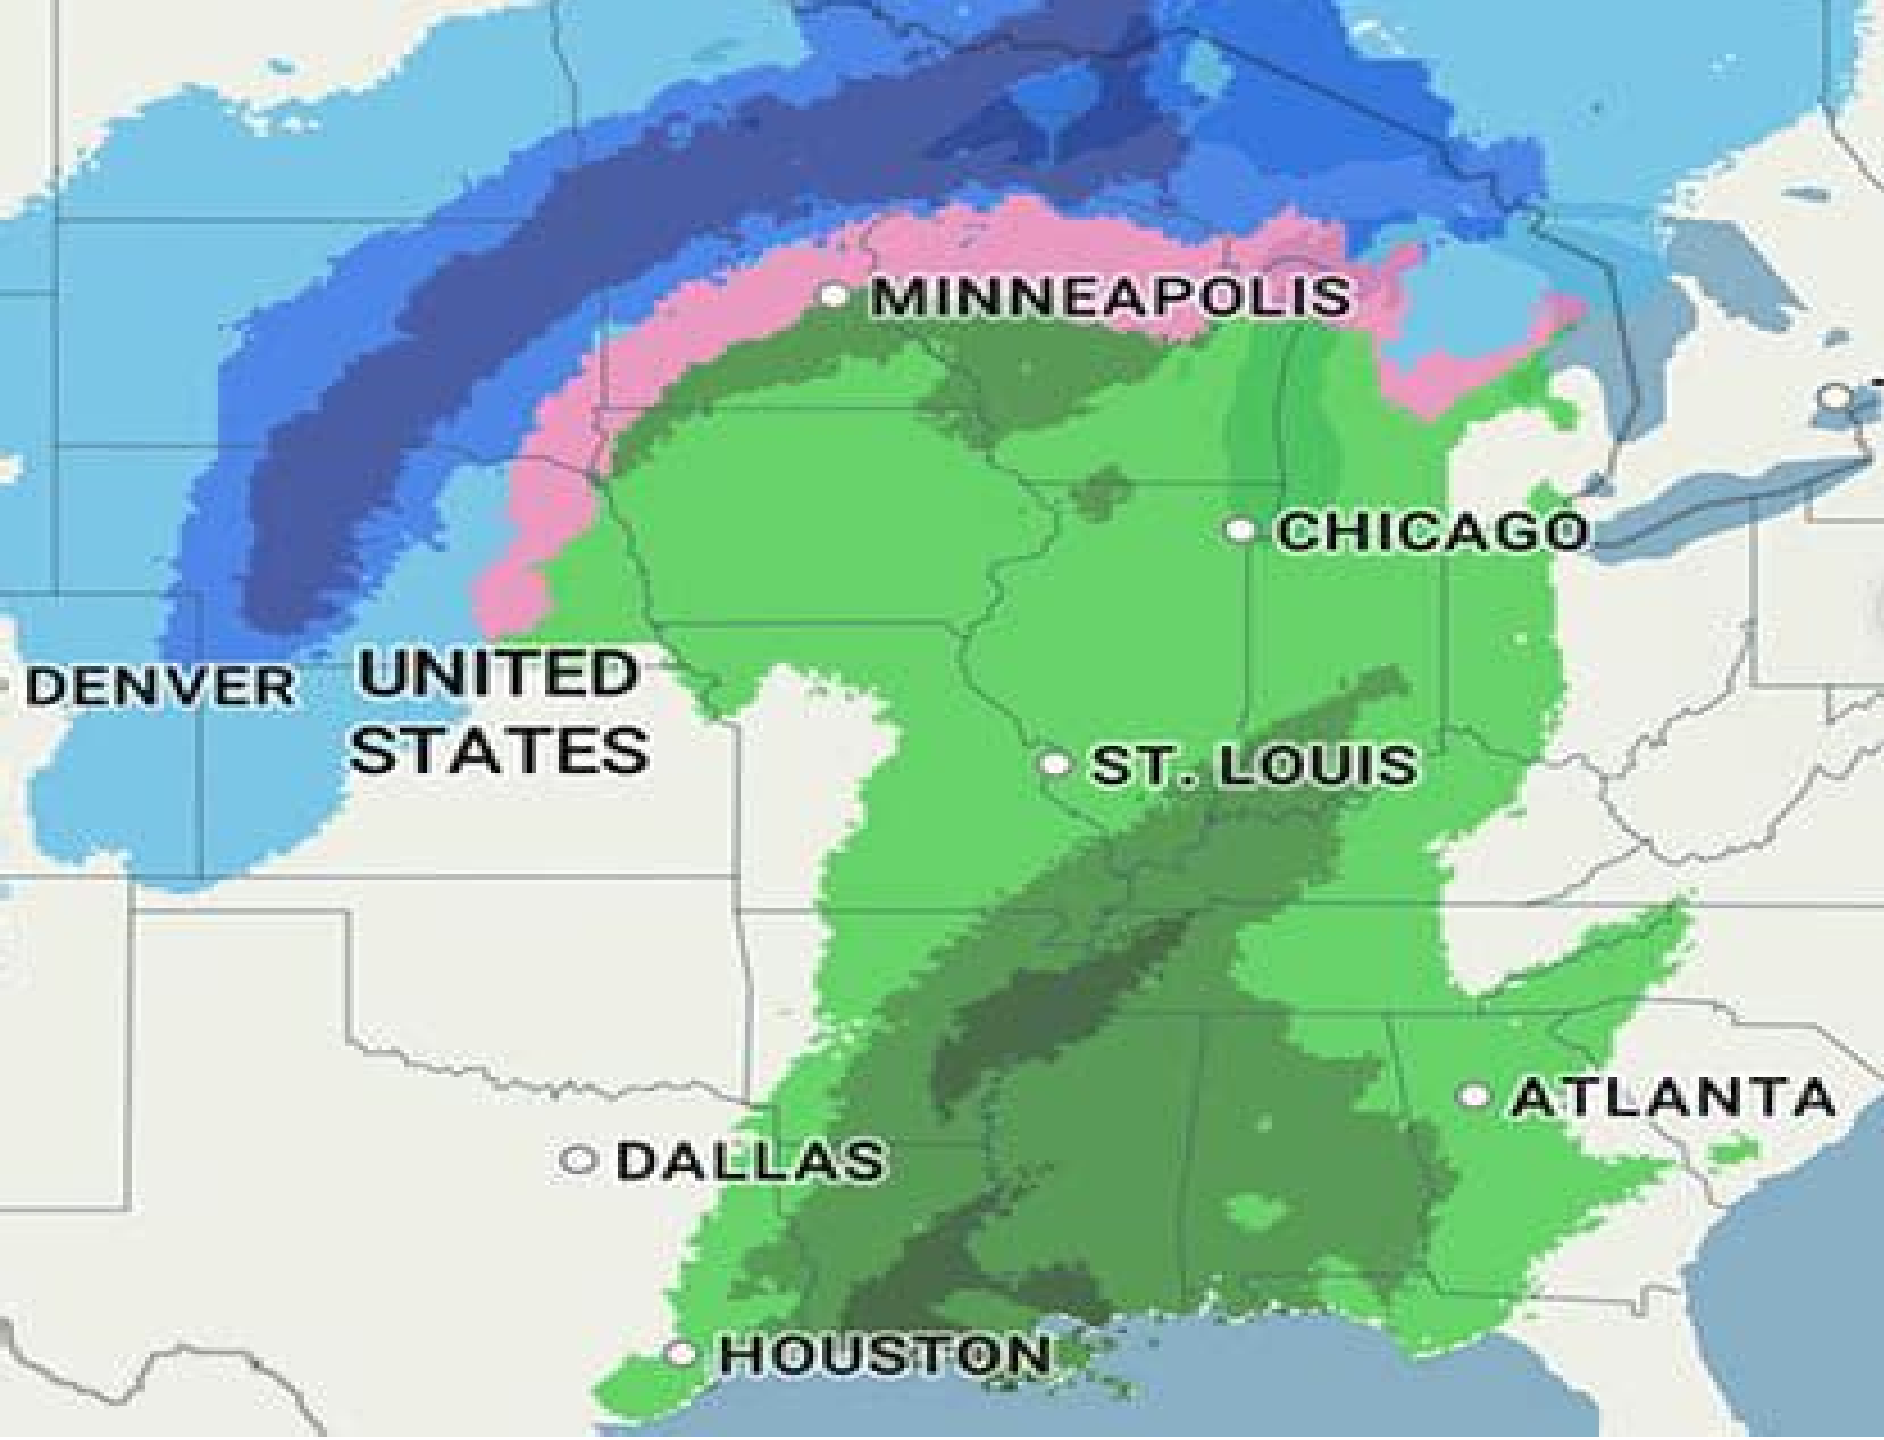 MINNEAPOLIS
CHICAGO
DENVER
UNITED
STATES
ST. LOUIS
ATLANTA
DALLAS
HOUSTON